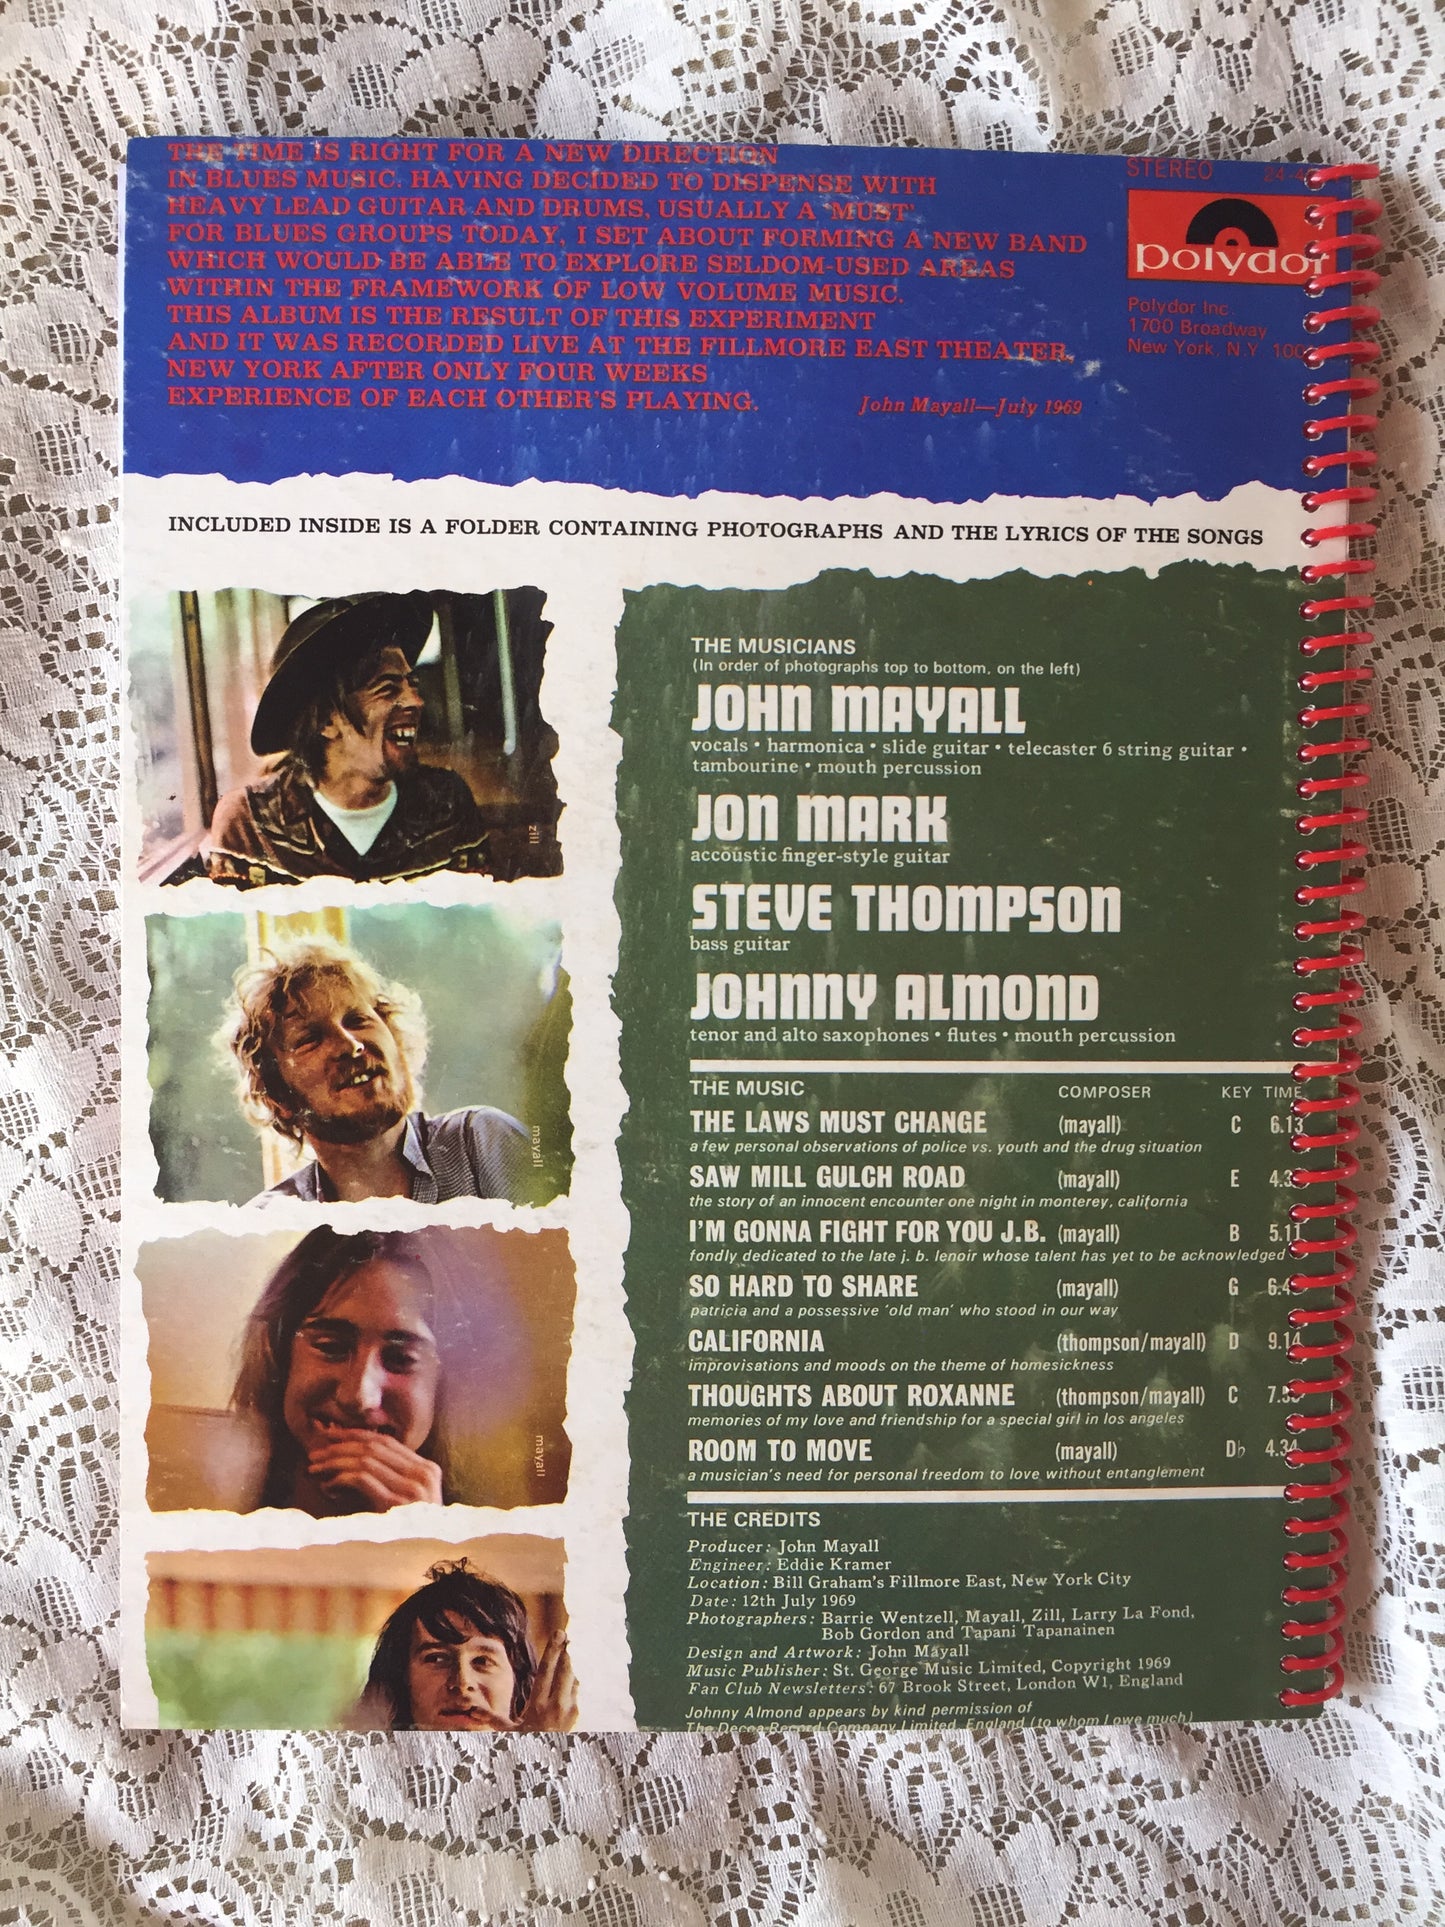 THE TIME IS RIGHT FOR A NEW DIRECTION
IN BLUES MUSIC. HAVING DECIDED TO DISPENSE WITH
HEAVY LEAD GUITAR AND DRUMS, USUALLY A 'MUST'
FOR BLUES GROUPS TODAY, I SET ABOUT FORMING A NEW BAND
WHICH WOULD BE ABLE TO EXPLORE SELDOM-USED AREAS
WITHIN THE FRAMEWORK OF LOW VOLUME MUSIC.
THIS ALBUM IS THE RESULT OF THIS EXPERIMENT
AND IT WAS RECORDED LIVE AT THE FILLMORE EAST THEATER,
NEW YORK AFTER ONLY FOUR WEEKS
EXPERIENCE OF EACH OTHER'S PLAYING.
John Mayall—July 1969
STEREO
polydor
Polydor Inc.
1700 Broadway
New York, N.Y.
INCLUDED INSIDE IS A FOLDER CONTAINING PHOTOGRAPHS AND THE LYRICS OF THE SONGS
zill
mayall
mayall
THE MUSICIANS
(In order of photographs top to bottom, on the left)
JOHN MAYALL
vocals • harmonica • slide guitar • telecaster 6 string guitar •
tambourine • mouth percussion
JON MARK
accoustic finger-style guitar
STEVE THOMPSON
bass guitar
JOHNNY ALMOND
tenor and alto saxophones • flutes • mouth percussion
THE MUSIC COMPOSER KEY TIME
THE LAWS MUST CHANGE (mayall) C 6.13
a few personal observations of police vs. youth and the drug situation
SAW MILL GULCH ROAD (mayall) E
the story of an innocent encounter one night in monterey, california
I'M GONNA FIGHT FOR YOU J.B. (mayall) B 5.11
fondly dedicated to the late j. b. lenoir whose talent has yet to be acknowledged
SO HARD TO SHARE (mayall) G
patricia and a possessive 'old man' who stood in our way
CALIFORNIA (thompson/mayall) D 9.14
improvisations and moods on the theme of homesickness
THOUGHTS ABOUT ROXANNE (thompson/mayall) C
memories of my love and friendship for a special girl in los angeles
ROOM TO MOVE (mayall) D♭ 4.34
a musician's need for personal freedom to love without entanglement
THE CREDITS
Producer: John Mayall
Engineer: Eddie Kramer
Location: Bill Graham's Fillmore East, New York City
Date: 12th July 1969
Photographers: Barrie Wentzell, Mayall, Zill, Larry La Fond,
Bob Gordon and Tapani Tapanainen
Design and Artwork: John Mayall
Music Publisher: St. George Music Limited, Copyright 1969
Fan Club Newsletters: 67 Brook Street, London W1, England
Johnny Almond appears by kind permission of
The Decca Record Company Limited, England (to whom I owe much)